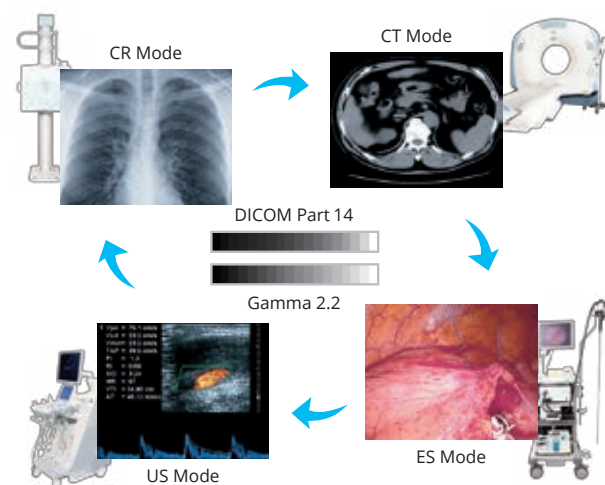 CR Mode
CT Mode
DICOM Part 14
Gamma 2.2
US Mode
ES Mode